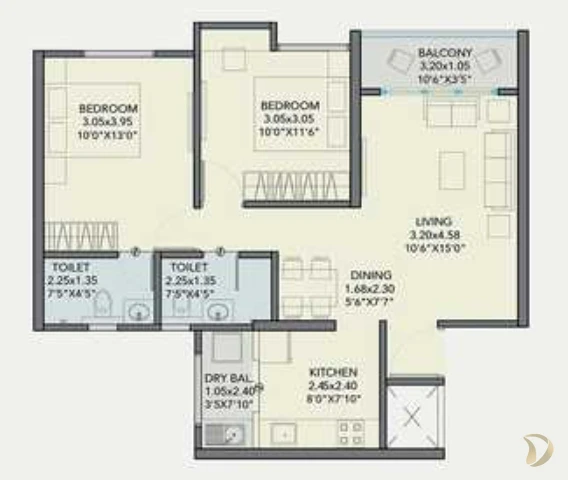 BALCONY
3.20x1.05
10'6"X3'5"
BEDROOM
3.05x3.95
10'0"X13'0"
BEDROOM
3.05x3.05
10'0"X11'6"
LIVING
3.20x4.58
10'6"X15'0"
TOILET
2.25x1.35
7'5"X4'5"
TOILET
2.25x1.35
7'5"X4'5"
DINING
1.68x2.30
5'6"X7'7"
DRY BAL.
1.05x2.40
3'5X7'10"
KITCHEN
2.45x2.40
8'0"X7'10"